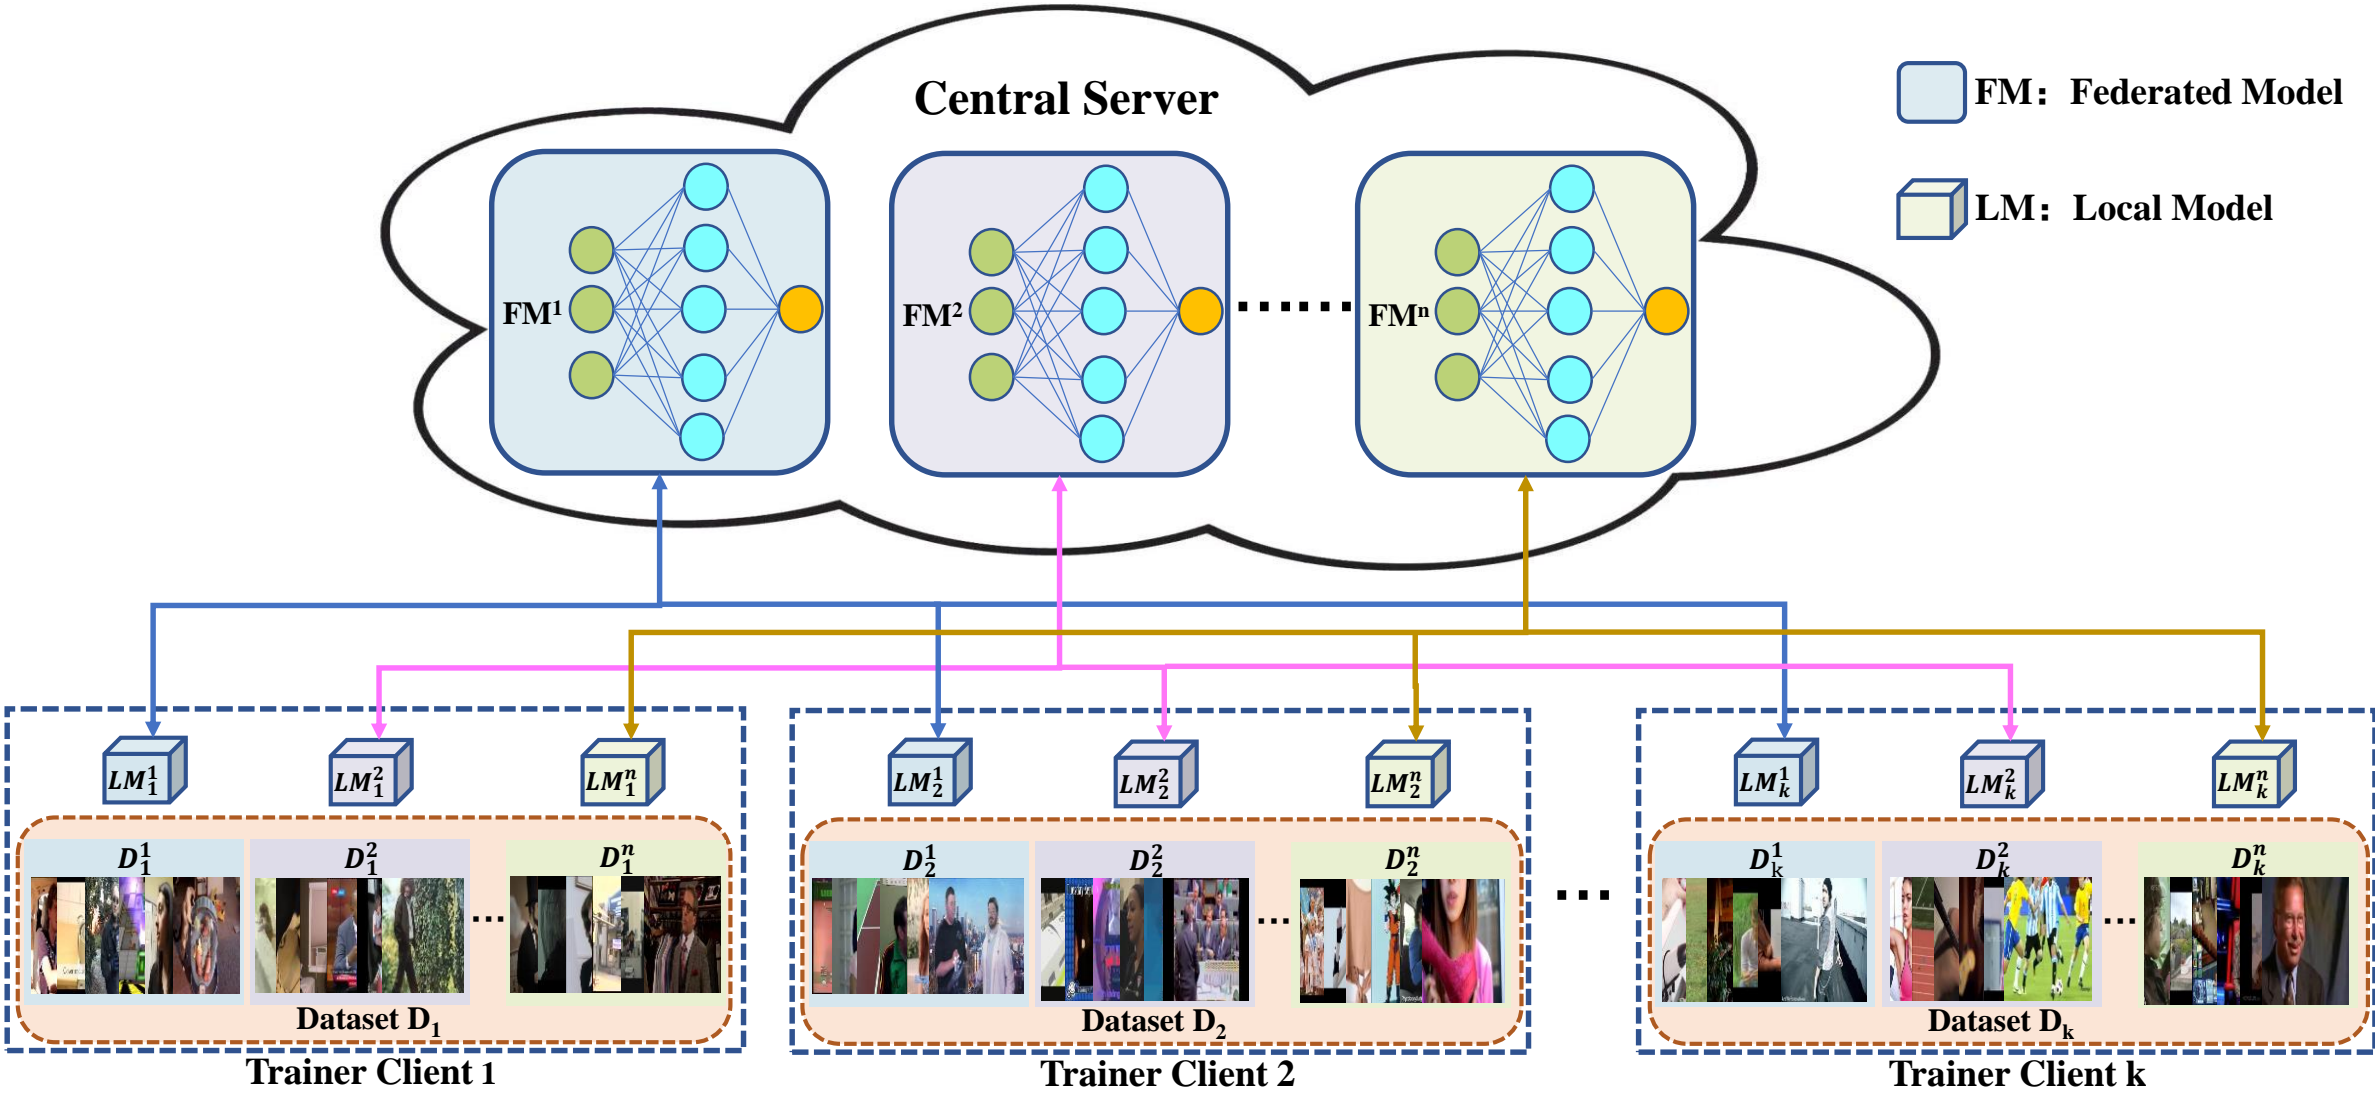 Central Server
FM：Federated Model
LM：Local Model
FM¹
FM²
......
FMⁿ
LM₁¹
LM₁²
LM₁ⁿ
LM₂¹
LM₂²
LM₂ⁿ
LMₖ¹
LMₖ²
LMₖⁿ
D₁¹
D₁²
...
D₁ⁿ
D₂¹
D₂²
...
D₂ⁿ
...
Dₖ¹
Dₖ²
...
Dₖⁿ
Dataset D₁
Dataset D₂
Dataset Dₖ
Trainer Client 1
Trainer Client 2
Trainer Client k